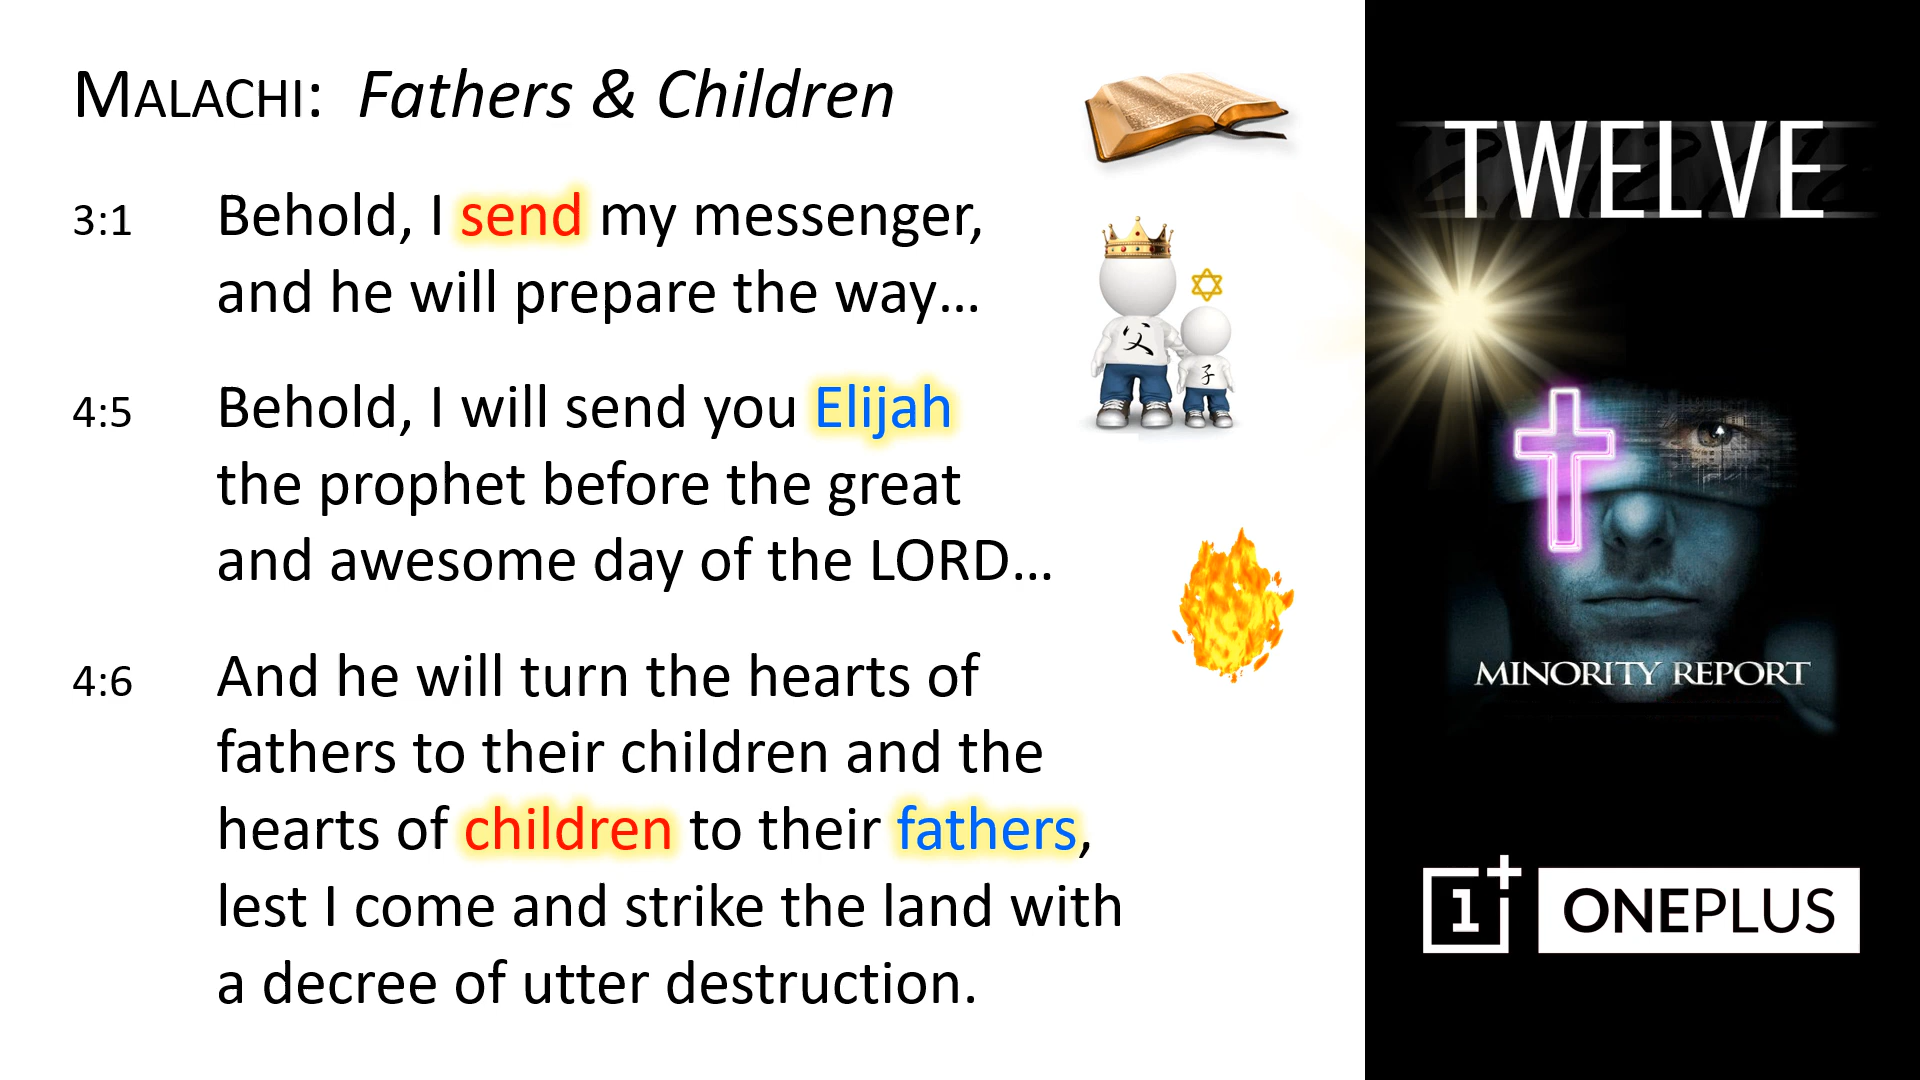 MALACHI: Fathers & Children
3:1 Behold, I send my messenger,
and he will prepare the way…
4:5 Behold, I will send you Elijah
the prophet before the great
and awesome day of the LORD…
4:6 And he will turn the hearts of
fathers to their children and the
hearts of children to their fathers,
lest I come and strike the land with
a decree of utter destruction.
父
子
TWELVE
MINORITY REPORT
1+ ONEPLUS